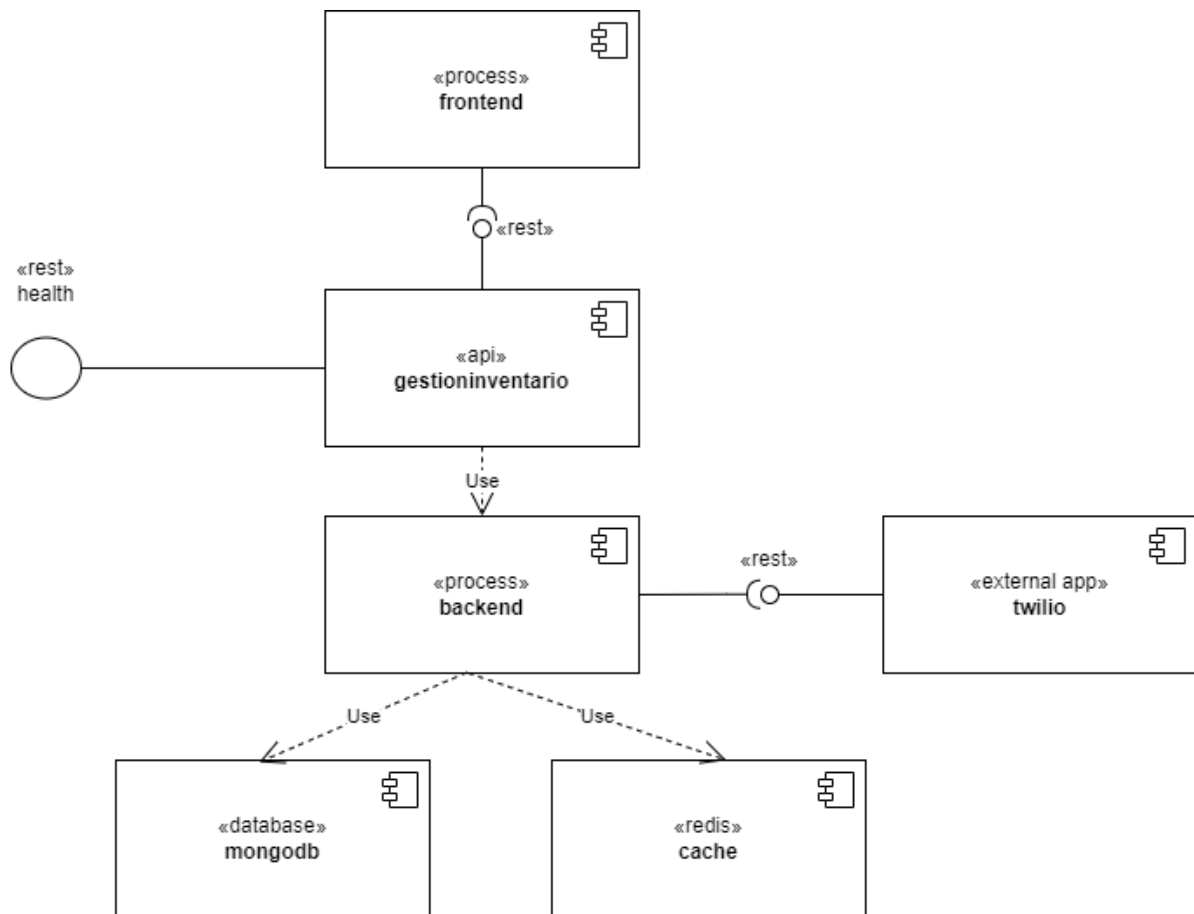 «process»
frontend
«rest»
«rest»
health
«api»
gestioninventario
Use
«process»
backend
«rest»
«external app»
twilio
Use
Use
«database»
mongodb
«redis»
cache